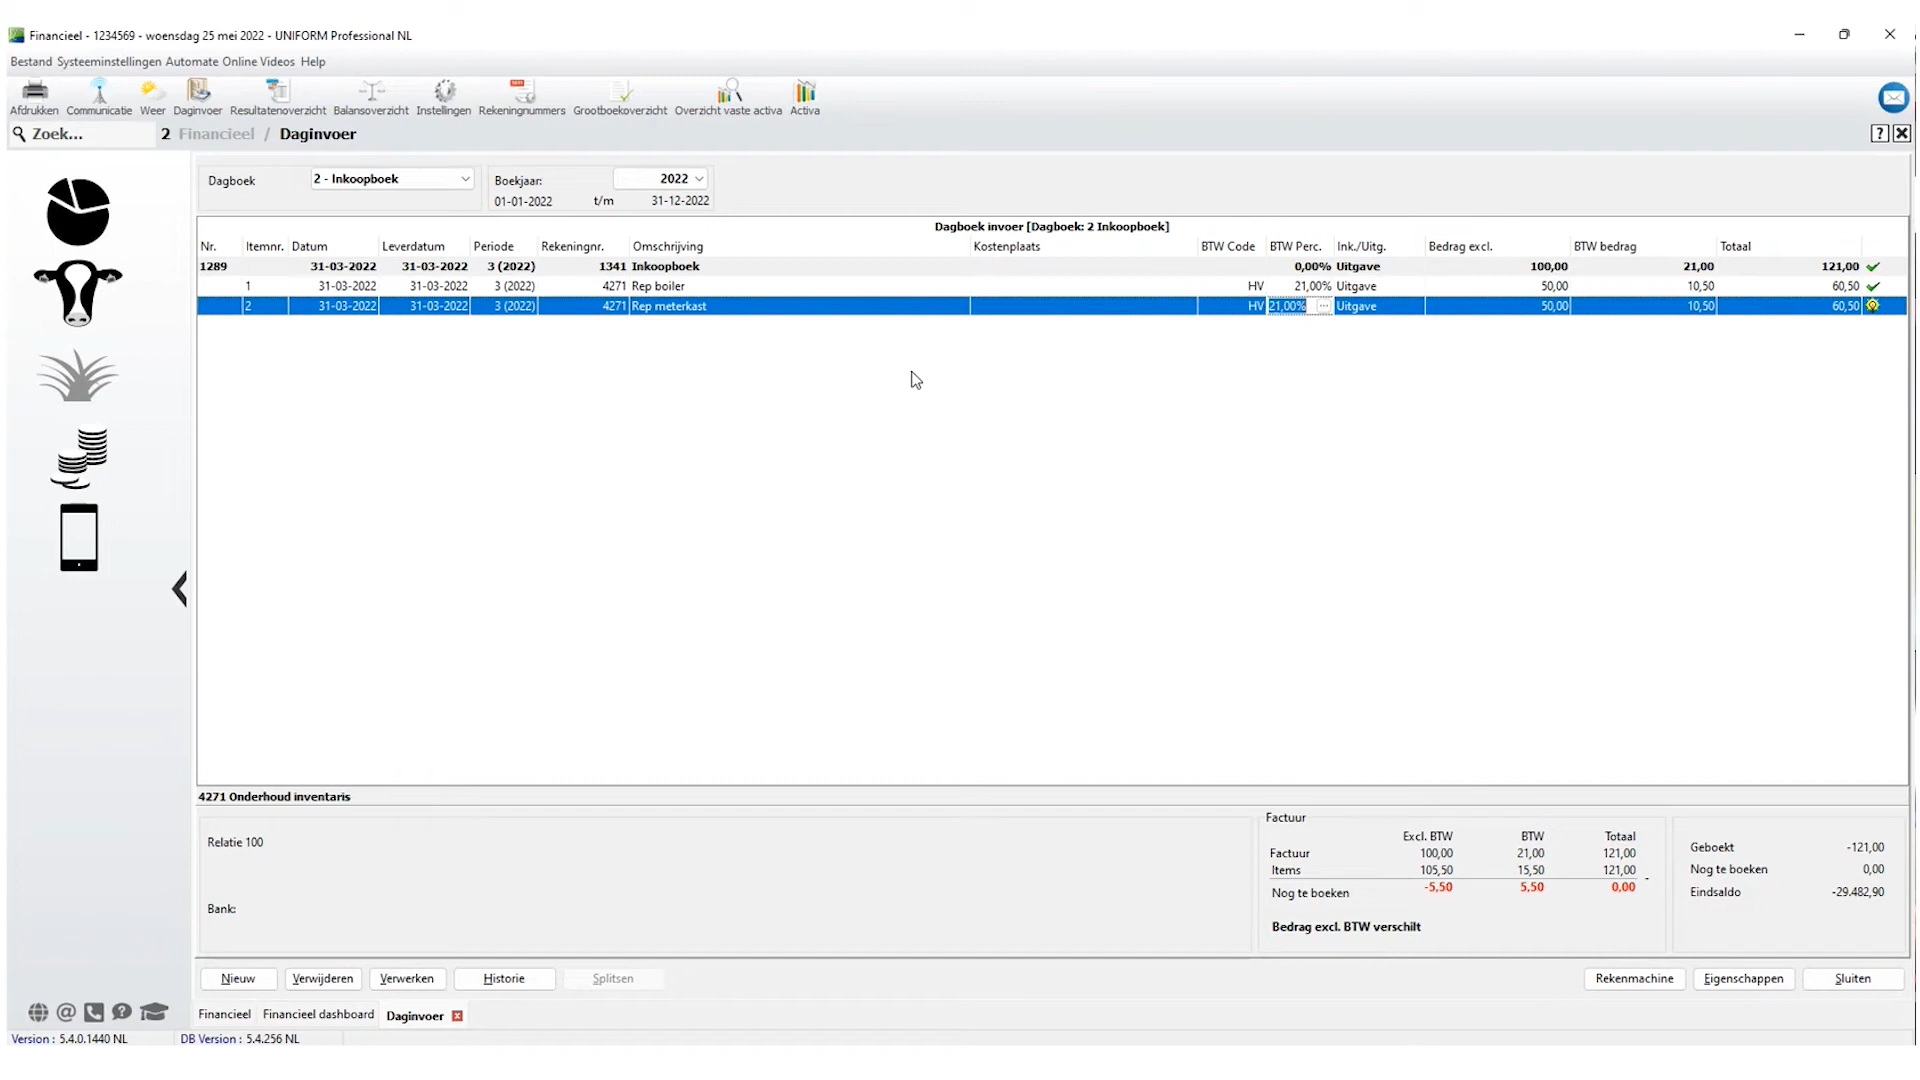 Financieel - 1234569 - woensdag 25 mei 2022 - UNIFORM Professional NL
Bestand Systeeminstellingen Automate Online Videos Help
Afdrukken Communicatie Weer Daginvoer Resultatenoverzicht Balansoverzicht Instellingen Rekeningnummers Grootboekoverzicht Overzicht vaste activa Activa
Zoek... 2 Financieel / Daginvoer ?
Dagboek 2 - Inkoopboek Boekjaar: 2022
01-01-2022 t/m 31-12-2022
Dagboek invoer [Dagboek: 2 Inkoopboek]
Nr. Itemnr. Datum Leverdatum Periode Rekeningnr. Omschrijving Kostenplaats BTW Code BTW Perc. Ink./Uitg. Bedrag excl. BTW bedrag Totaal
1289 31-03-2022 31-03-2022 3 (2022) 1341 Inkoopboek 0,00% Uitgave 100,00 21,00 121,00
1 31-03-2022 31-03-2022 3 (2022) 4271 Rep boiler HV 21,00% Uitgave 50,00 10,50 60,50
2 31-03-2022 31-03-2022 3 (2022) 4271 Rep meterkast HV 21,00% ... Uitgave 50,00 10,50 60,50
4271 Onderhoud inventaris
Relatie 100
Bank:
Factuur
Excl. BTW BTW Totaal
Factuur 100,00 21,00 121,00
Items 105,50 15,50 121,00 -
Nog te boeken -5,50 5,50 0,00
Bedrag excl. BTW verschilt
Geboekt -121,00
Nog te boeken 0,00
Eindsaldo -29.482,90
Nieuw Verwijderen Verwerken Historie Splitsen Rekenmachine Eigenschappen Sluiten
Financieel Financieel dashboard Daginvoer
Version : 5.4.0.1440 NL DB Version : 5.4.256 NL